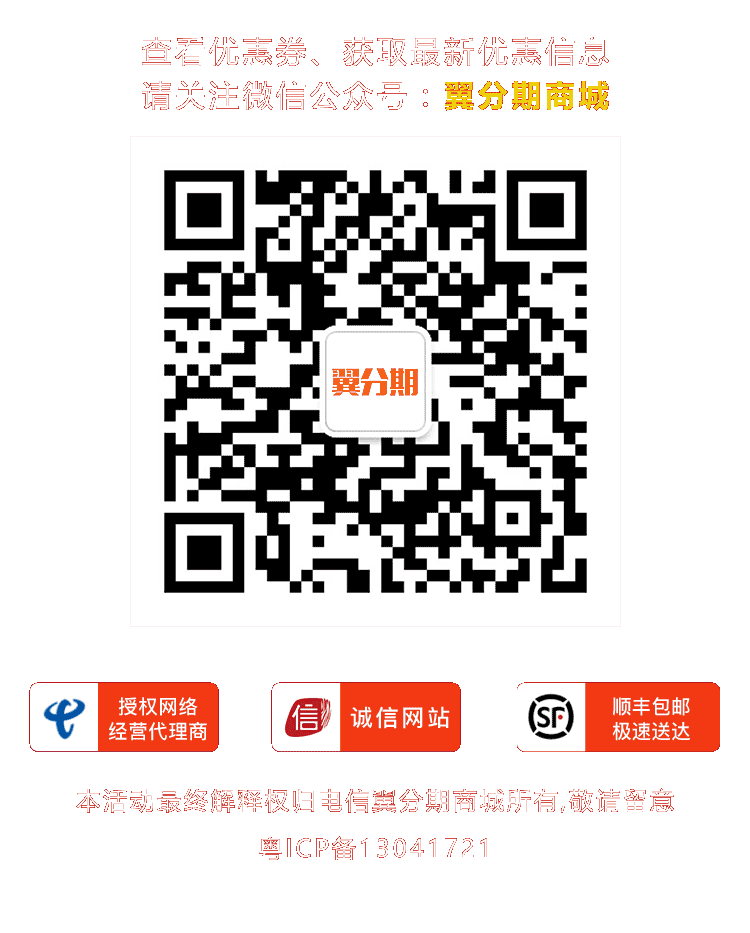 查看优惠券、获取最新优惠信息
请关注微信公众号：翼分期商城
翼分期
授权网络
经营代理商
信
诚信网站
SF
顺丰包邮
极速送达
本活动最终解释权归电信翼分期商城所有,敬请留意
粤ICP备13041721